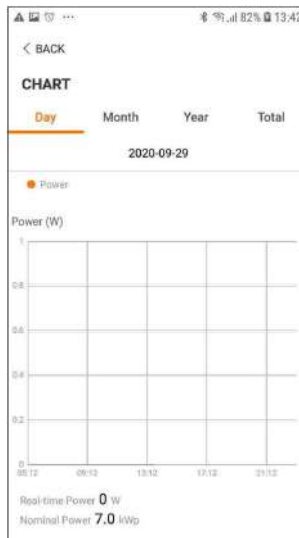 82% 13:42
< BACK
CHART
Day Month Year Total
2020-09-29
Power
Power (W)
1
0.8
0.6
0.4
0.2
0
05:12 09:12 13:12 17:12 21:12
Real-time Power 0 W
Nominal Power 7.0 kWp